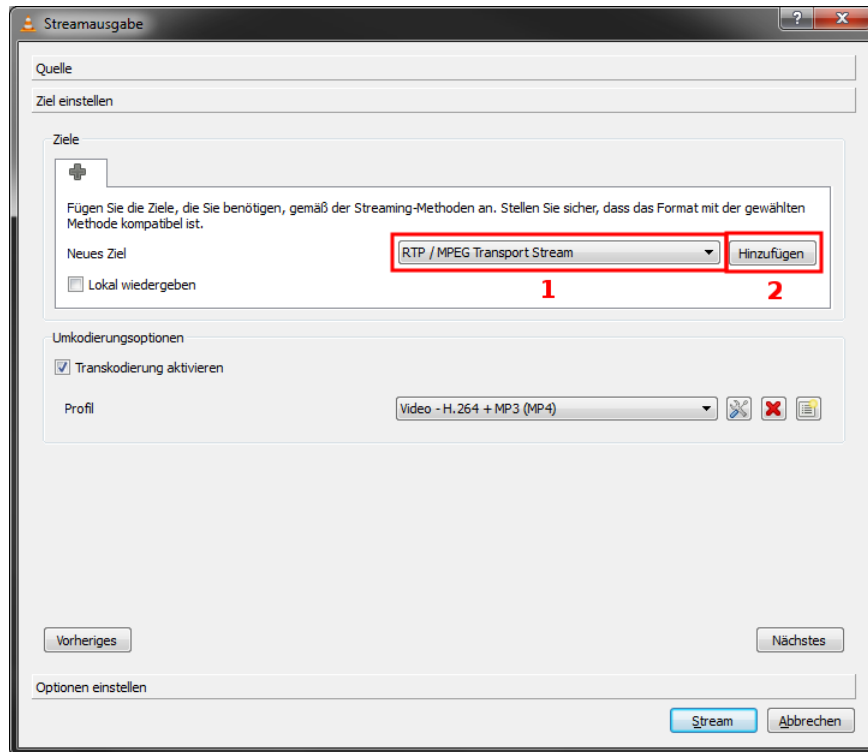 Streamausgabe
Quelle
Ziel einstellen
Ziele
Fügen Sie die Ziele, die Sie benötigen, gemäß der Streaming-Methoden an. Stellen Sie sicher, dass das Format mit der gewählten
Methode kompatibel ist.
Neues Ziel RTP / MPEG Transport Stream Hinzufügen
Lokal wiedergeben 1 2
Umkodierungsoptionen
Transkodierung aktivieren
Profil Video - H.264 + MP3 (MP4)
Vorheriges Nächstes
Optionen einstellen
Stream Abbrechen